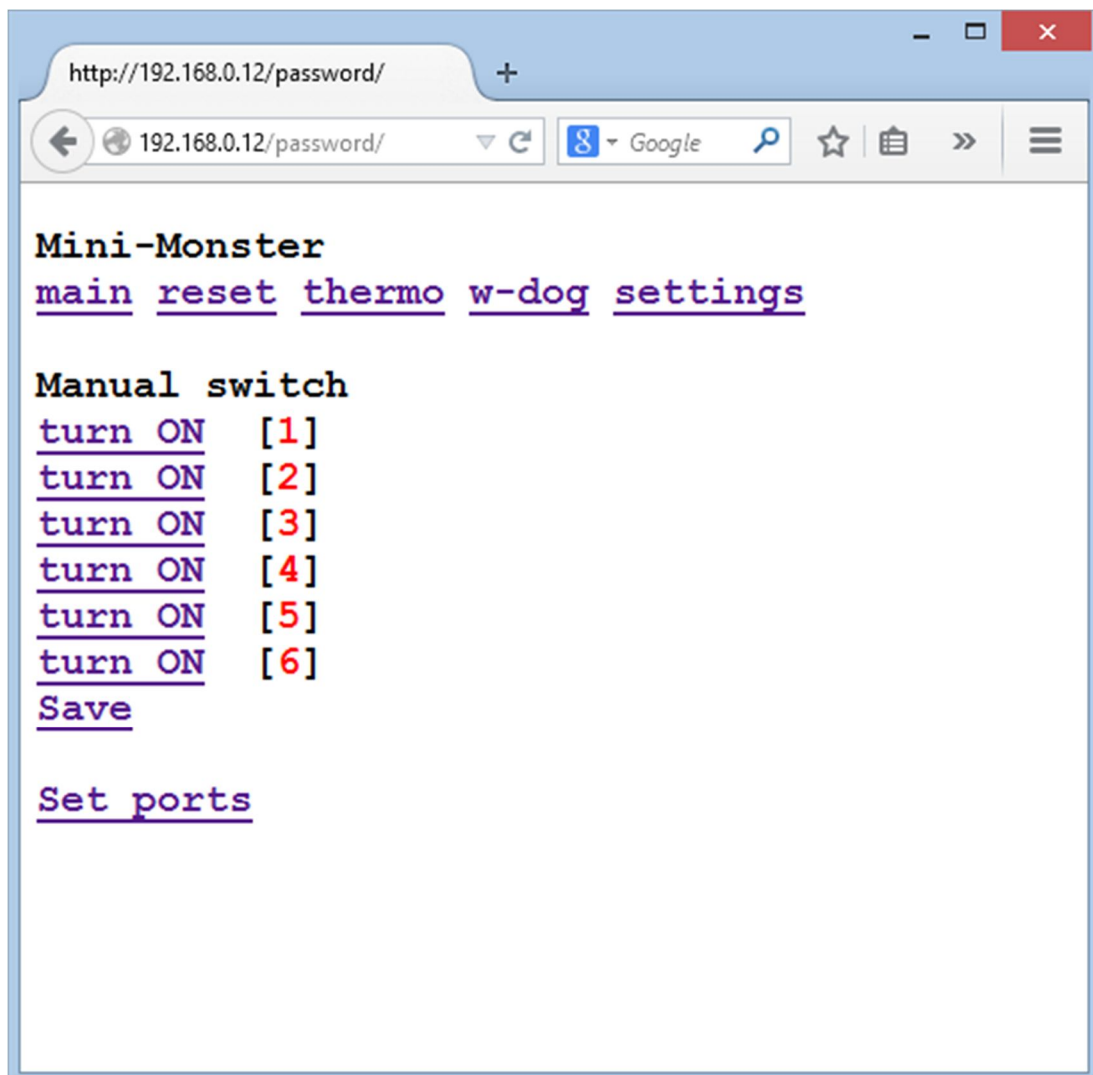 http://192.168.0.12/password/
192.168.0.12/password/ 8 Google
Mini-Monster
main reset thermo w-dog settings
Manual switch
turn ON [1]
turn ON [2]
turn ON [3]
turn ON [4]
turn ON [5]
turn ON [6]
Save
Set ports